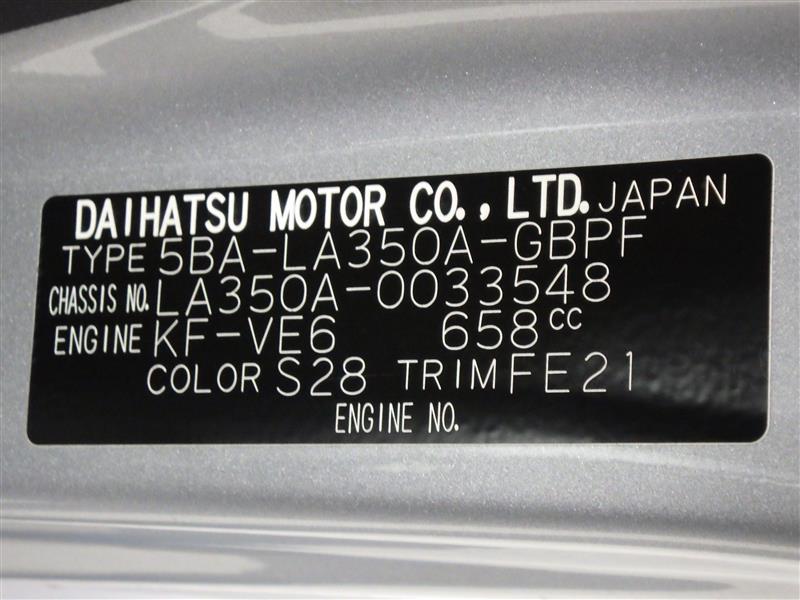 DAIHATSU MOTOR CO., LTD. JAPAN
TYPE 5BA-LA350A-GBPF
CHASSIS NO. LA350A-0033548
ENGINE KF-VE6 658cc
COLOR S28 TRIM FE21
ENGINE NO.